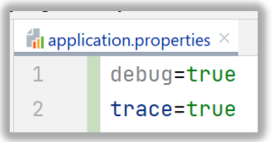 application.properties
1 debug=true
2 trace=true